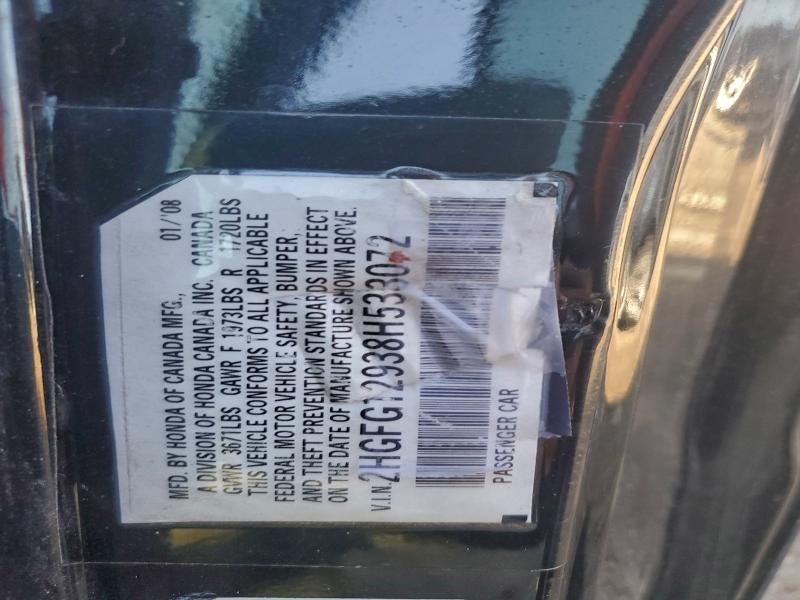 MFD. BY HONDA OF CANADA MFG., 01/'08
A DIVISION OF HONDA CANADA INC. CANADA
GVWR 3671LBS GAWR F 1973LBS R 1720LBS
THIS VEHICLE CONFORMS TO ALL APPLICABLE
FEDERAL MOTOR VEHICLE SAFETY, BUMPER,
AND THEFT PREVENTION STANDARDS IN EFFECT
ON THE DATE OF MANUFACTURE SHOWN ABOVE.
V.I.N. 2HGFG12938H533072
PASSENGER CAR